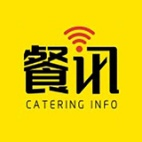 餐讯
CATERING INFO